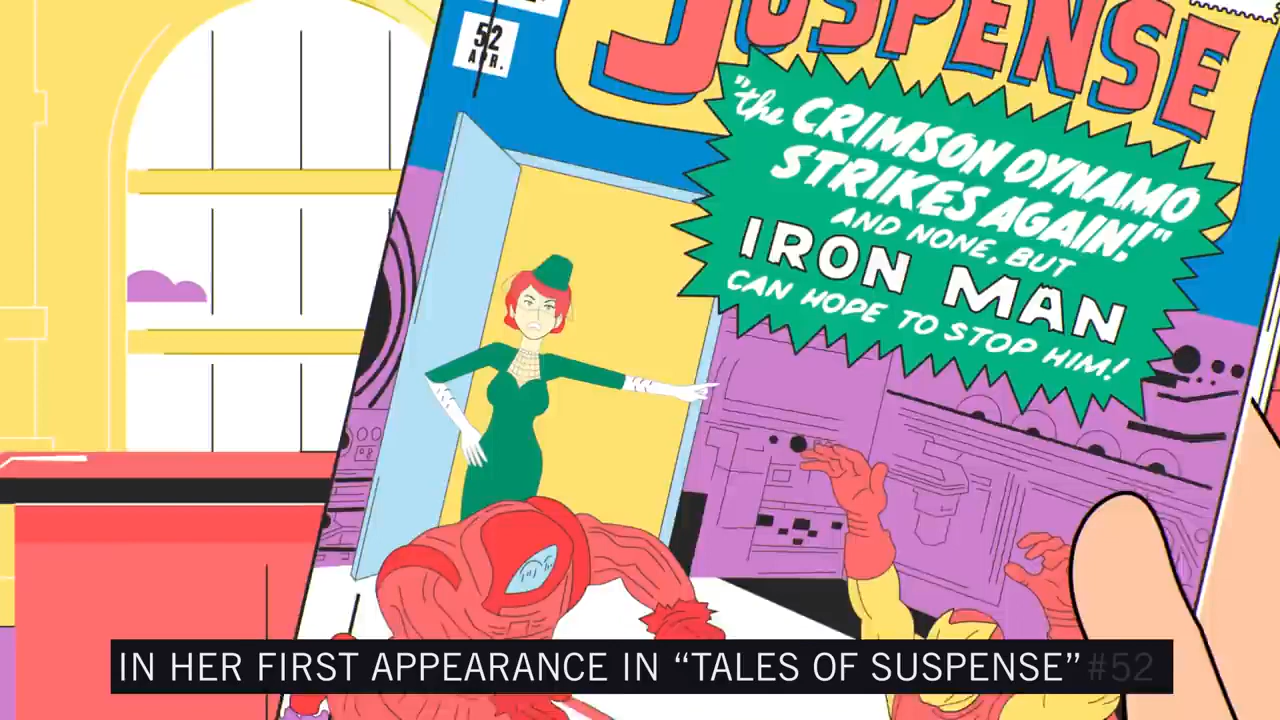 52
APR.
SUSPENSE
"the CRIMSON DYNAMO
STRIKES AGAIN!"
AND NONE, BUT
IRON MAN
CAN HOPE TO STOP HIM!
IN HER FIRST APPEARANCE IN “TALES OF SUSPENSE” #52